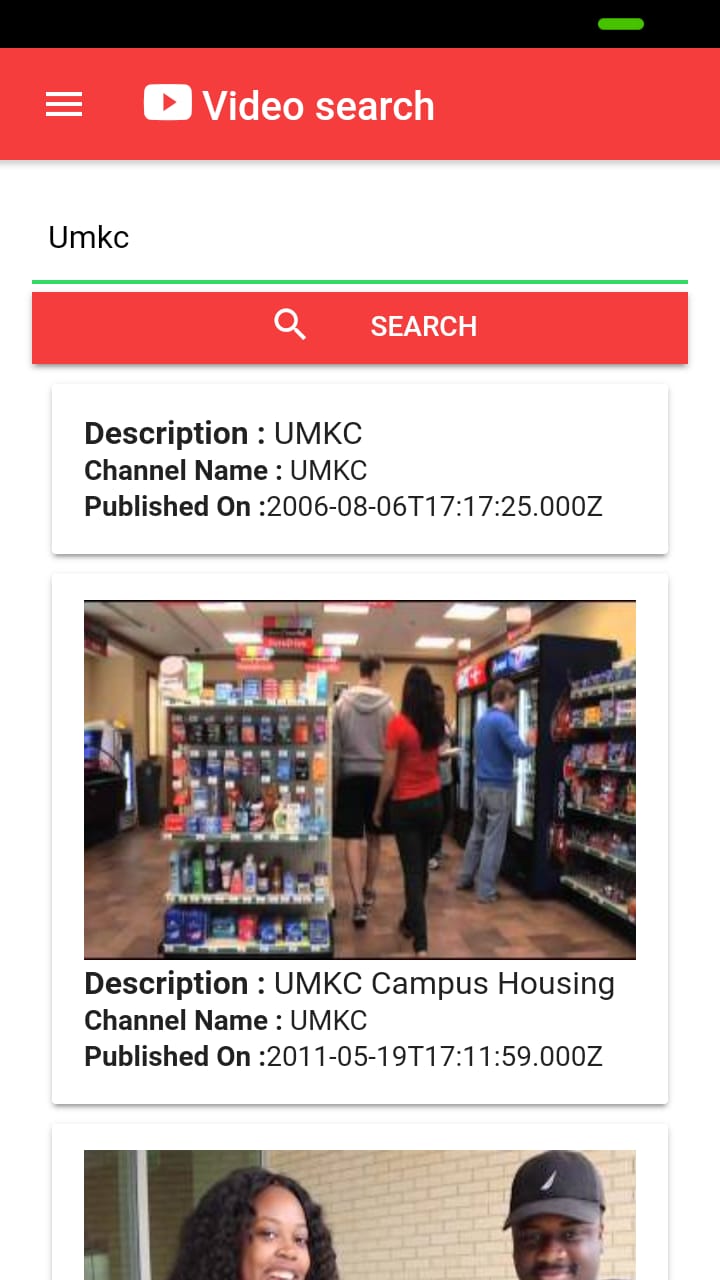 Video search
Umkc
SEARCH
Description : UMKC
Channel Name : UMKC
Published On :2006-08-06T17:17:25.000Z
Description : UMKC Campus Housing
Channel Name : UMKC
Published On :2011-05-19T17:11:59.000Z